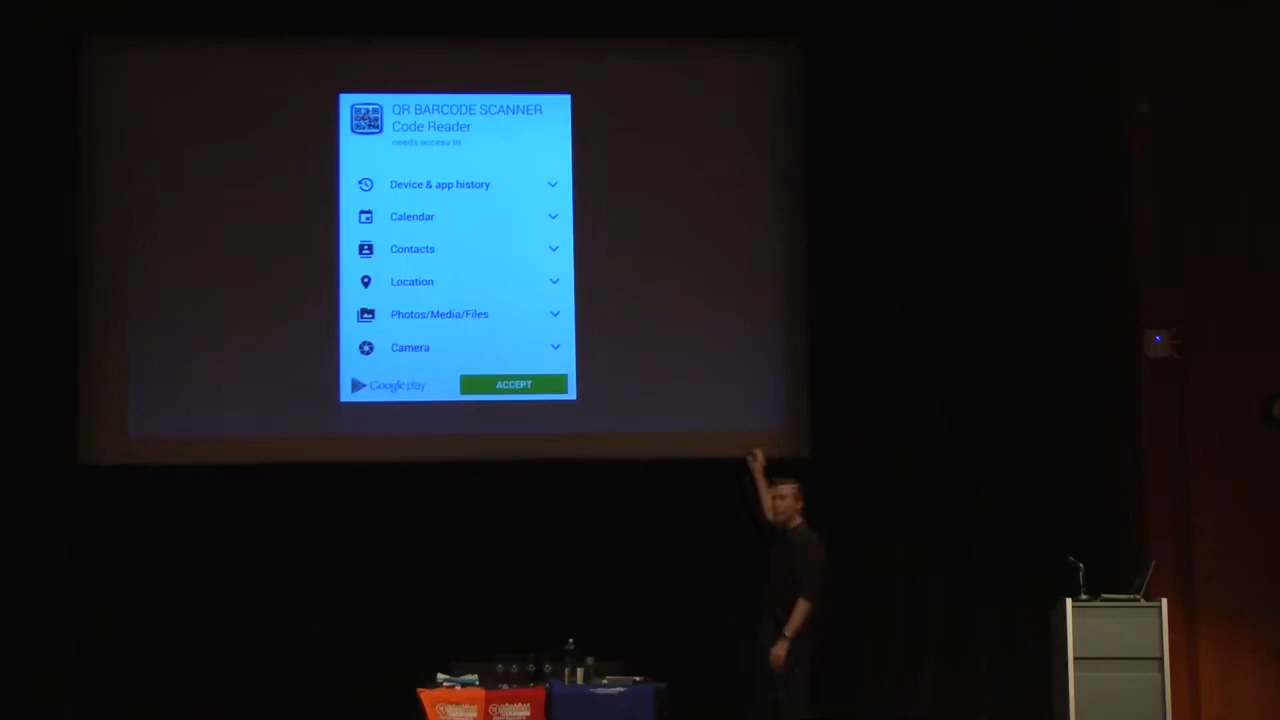 QR BARCODE SCANNER
Code Reader
needs access to
Device & app history
Calendar
Contacts
Location
Photos/Media/Files
Camera
Google play
ACCEPT